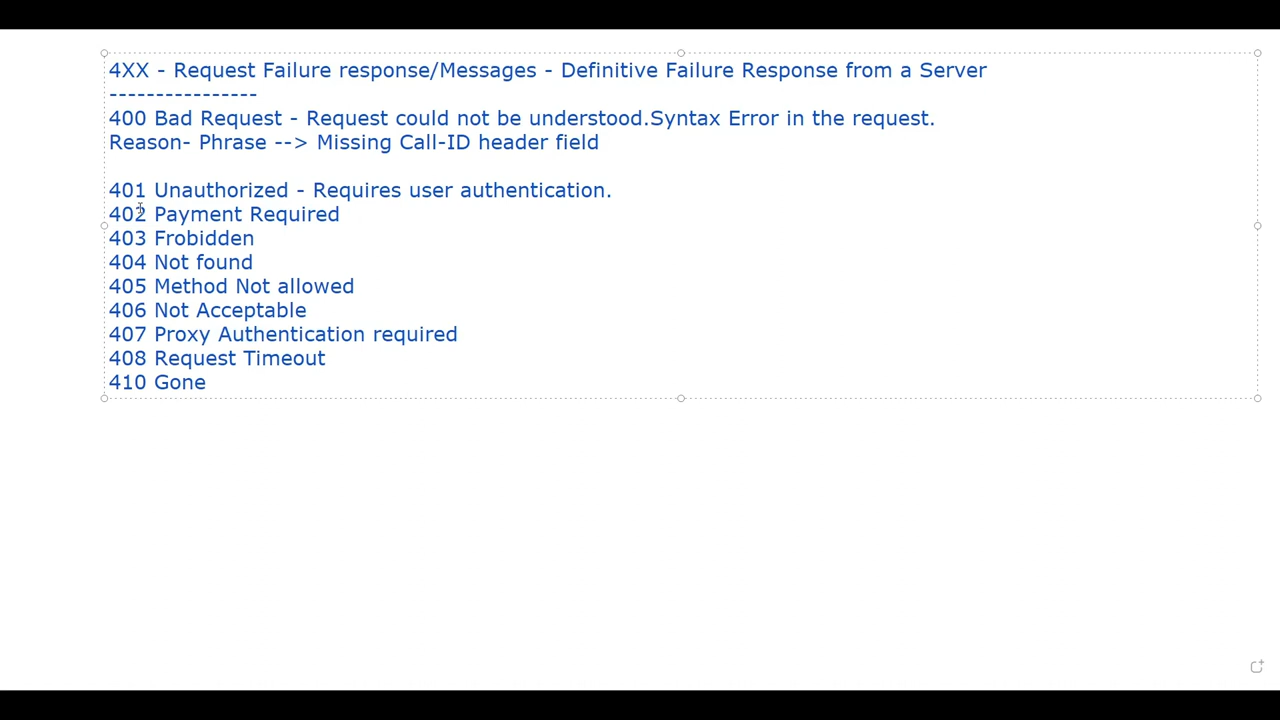 4XX - Request Failure response/Messages - Definitive Failure Response from a Server
----------------
400 Bad Request - Request could not be understood.Syntax Error in the request.
Reason- Phrase --> Missing Call-ID header field
401 Unauthorized - Requires user authentication.
402 Payment Required
403 Frobidden
404 Not found
405 Method Not allowed
406 Not Acceptable
407 Proxy Authentication required
408 Request Timeout
410 Gone